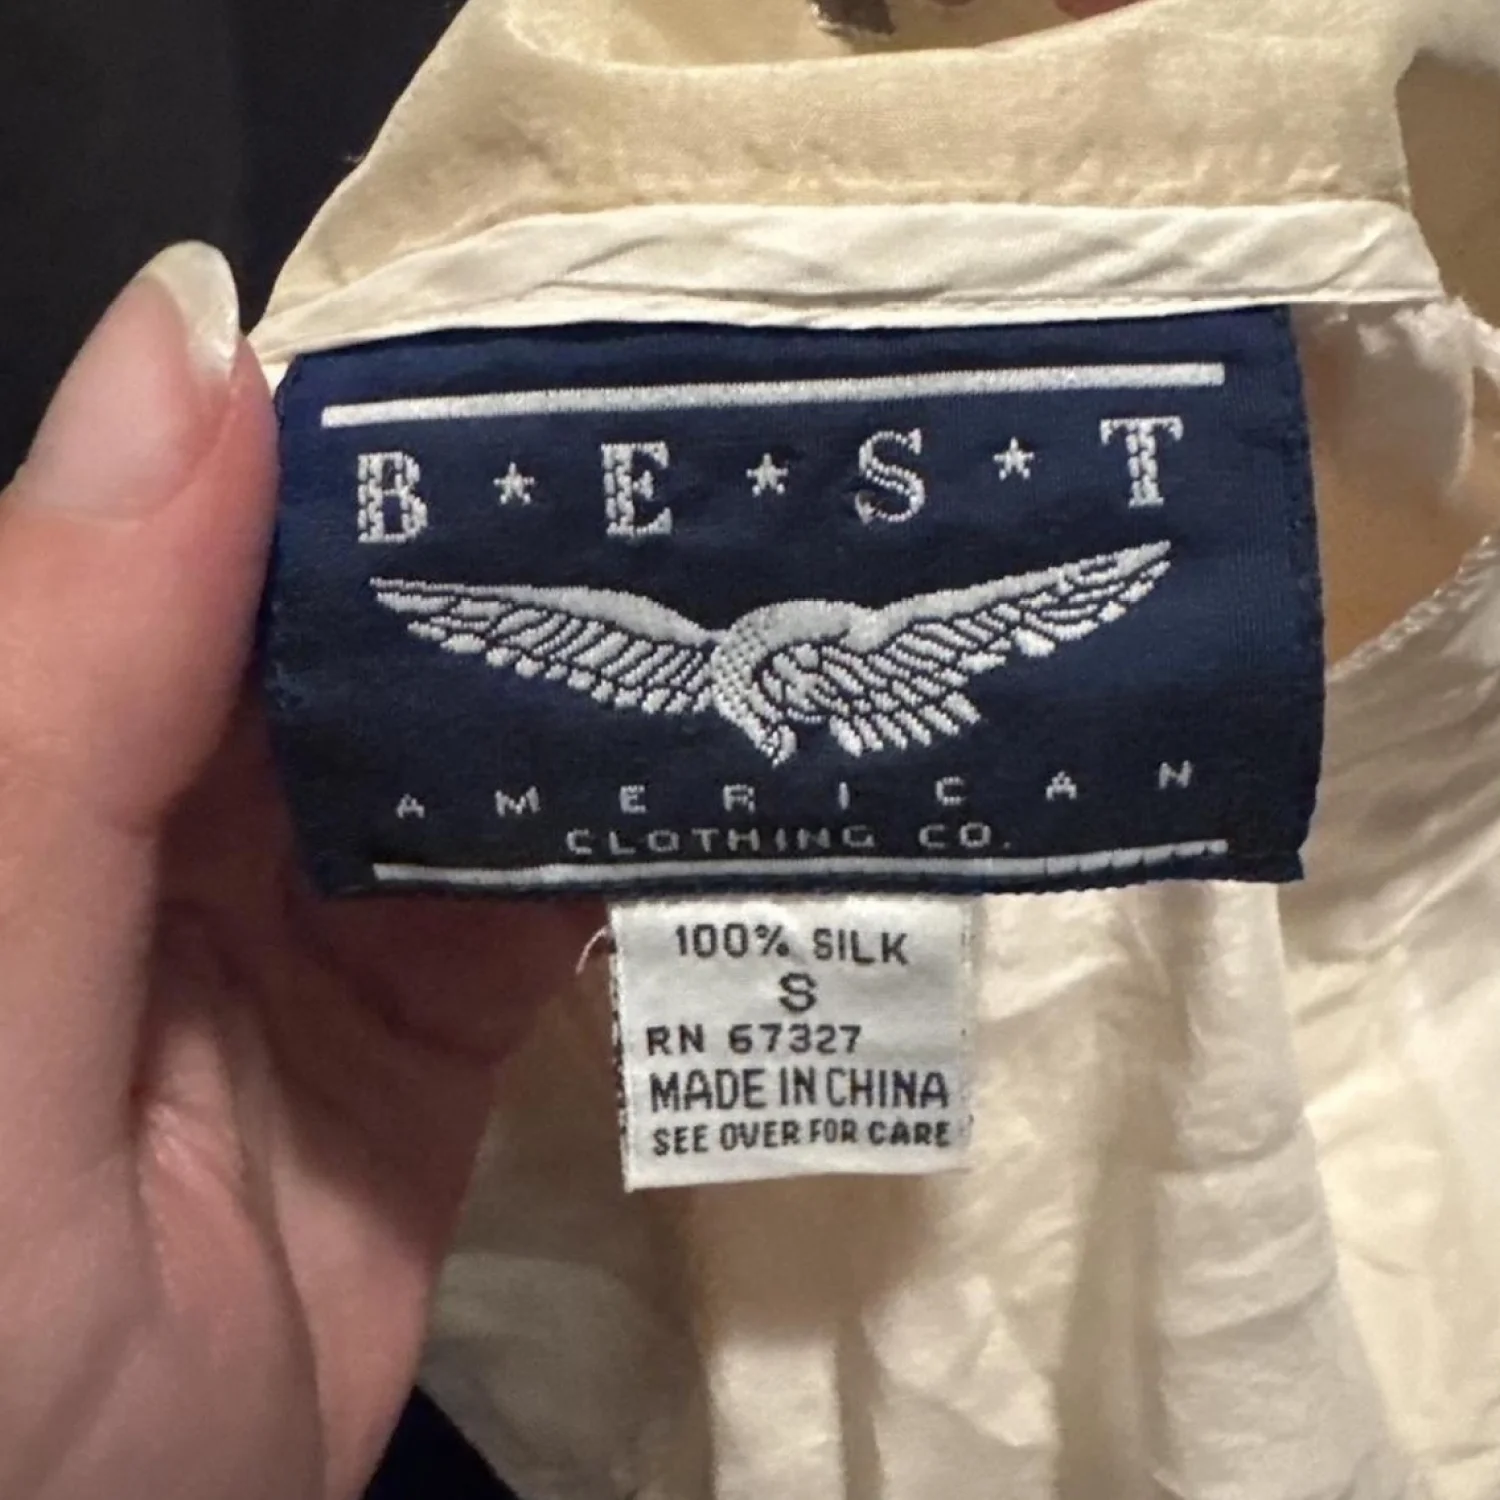 B★E★S★T
AMERICAN
CLOTHING CO.
100% SILK
S
RN 67327
MADE IN CHINA
SEE OVER FOR CARE